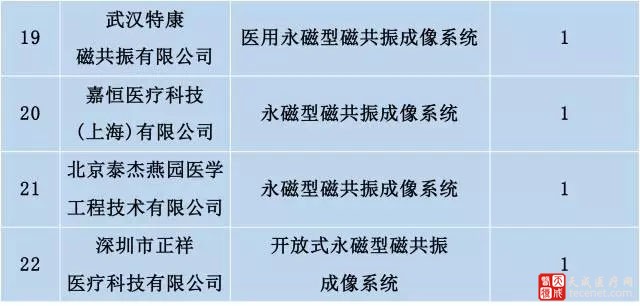 19
武汉特康
磁共振有限公司
医用永磁型磁共振成像系统
1
20
嘉恒医疗科技
(上海)有限公司
永磁型磁共振成像系统
1
21
北京泰杰燕园医学
工程技术有限公司
永磁型磁共振成像系统
1
22
深圳市正祥
医疗科技有限公司
开放式永磁型磁共振
成像系统
1
天成医疗网